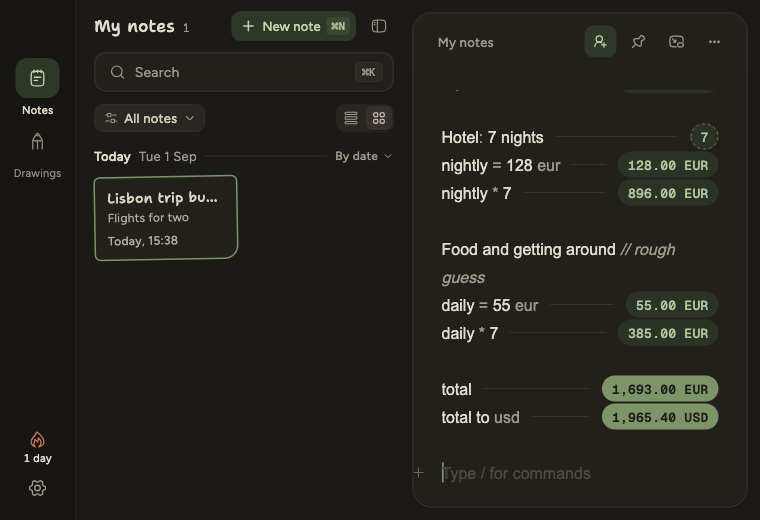 Notes
Drawings
1 day
My notes 1
New note ⌘N
Search ⌘K
All notes
Today Tue 1 Sep By date
Lisbon trip bu...
Flights for two
Today, 15:38
My notes
Hotel: 7 nights 7
nightly = 128 eur 128.00 EUR
nightly * 7 896.00 EUR
Food and getting around // rough
guess
daily = 55 eur 55.00 EUR
daily * 7 385.00 EUR
total 1,693.00 EUR
total to usd 1,965.40 USD
Type / for commands